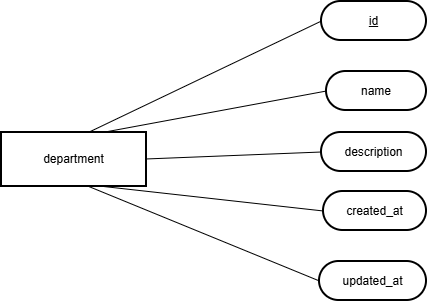 id
name
department
description
created_at
updated_at